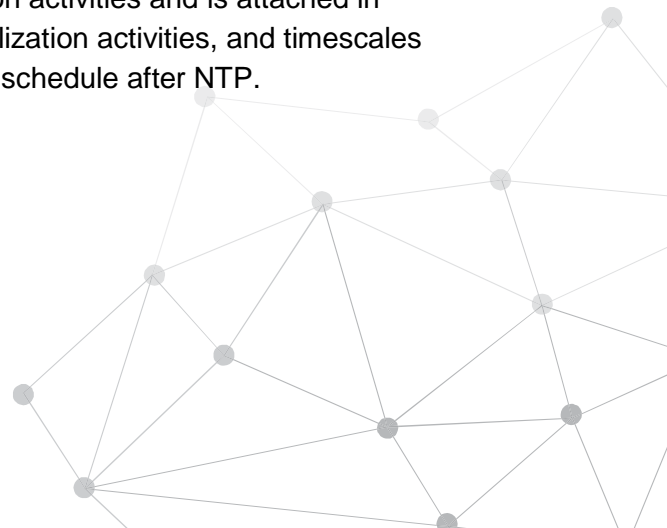 on activities and is attached in
lization activities, and timescales
schedule after NTP.